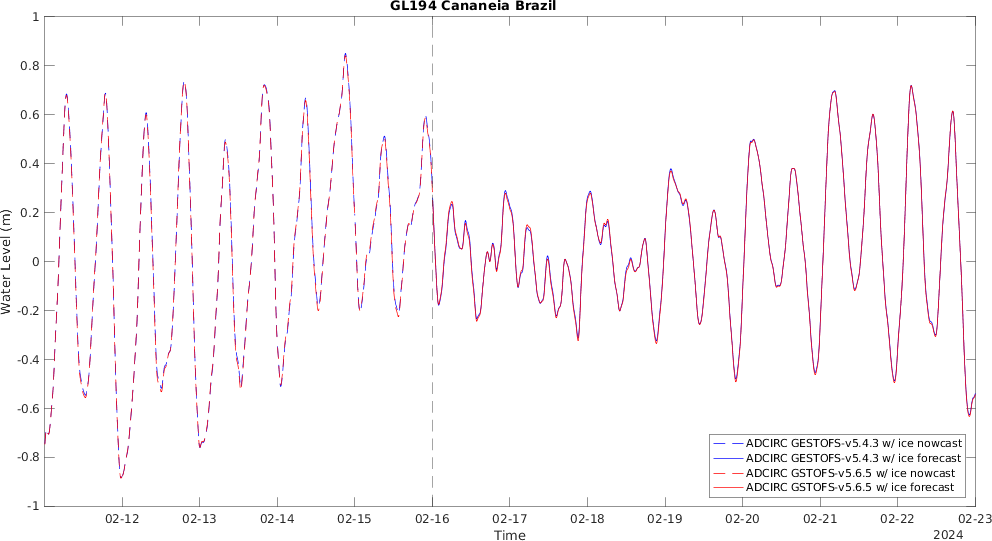 GL194 Cananeia Brazil
Water Level (m)
1
0.8
0.6
0.4
0.2
0
-0.2
-0.4
-0.6
-0.8
-1
ADCIRC GESTOFS-v5.4.3 w/ ice nowcast
ADCIRC GESTOFS-v5.4.3 w/ ice forecast
ADCIRC GSTOFS-v5.6.5 w/ ice nowcast
ADCIRC GSTOFS-v5.6.5 w/ ice forecast
02-12 02-13 02-14 02-15 02-16 02-17 02-18 02-19 02-20 02-21 02-22 02-23
Time
2024